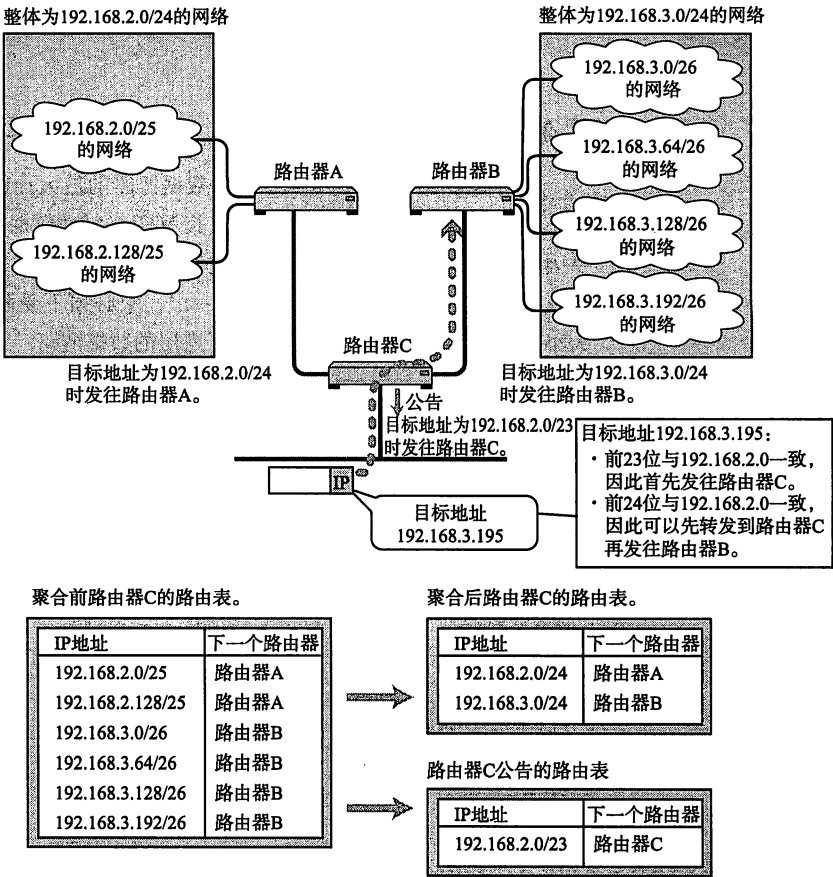 整体为192.168.2.0/24的网络
整体为192.168.3.0/24的网络
192.168.2.0/25
的网络
192.168.2.128/25
的网络
路由器A
路由器B
192.168.3.0/26
的网络
192.168.3.64/26
的网络
192.168.3.128/26
的网络
192.168.3.192/26
的网络
路由器C
目标地址为192.168.2.0/24
时发往路由器A。
目标地址为192.168.3.0/24
时发往路由器B。
公告
目标地址为192.168.2.0/23
时发往路由器C。
IP
目标地址
192.168.3.195
目标地址192.168.3.195：
·前23位与192.168.2.0一致，
因此首先发往路由器C。
·前24位与192.168.2.0一致，
因此可以先转发到路由器C
再发往路由器B。
聚合前路由器C的路由表。
IP地址 下一个路由器
192.168.2.0/25 路由器A
192.168.2.128/25 路由器A
192.168.3.0/26 路由器B
192.168.3.64/26 路由器B
192.168.3.128/26 路由器B
192.168.3.192/26 路由器B
聚合后路由器C的路由表。
IP地址 下一个路由器
192.168.2.0/24 路由器A
192.168.3.0/24 路由器B
路由器C公告的路由表
IP地址 下一个路由器
192.168.2.0/23 路由器C